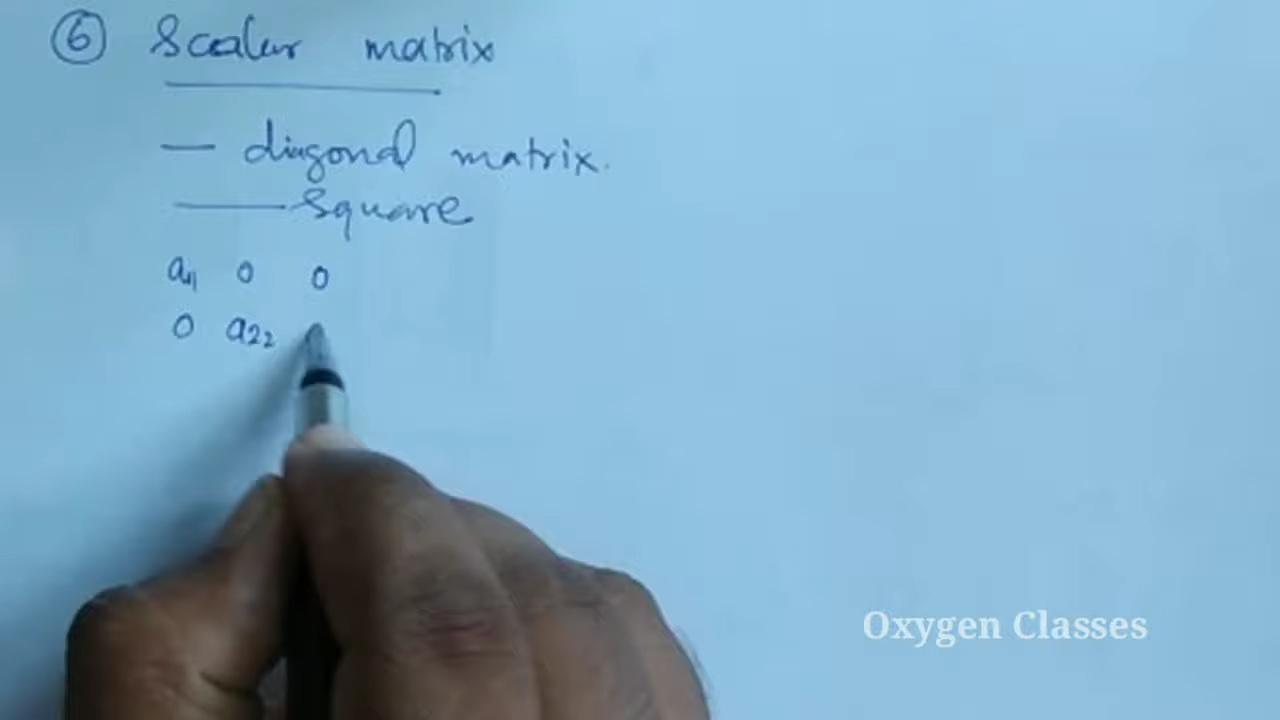 ⑥ Scalar matrix
— diagonal matrix.
— Square
a11 0 0
0 a22
Oxygen Classes